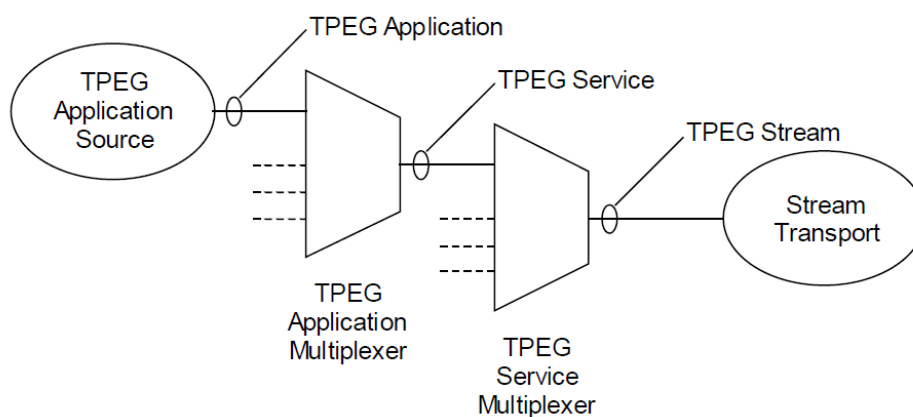 TPEG Application
TPEG
Application
Source
TPEG Service
TPEG Stream
Stream
Transport
TPEG
Application
Multiplexer
TPEG
Service
Multiplexer